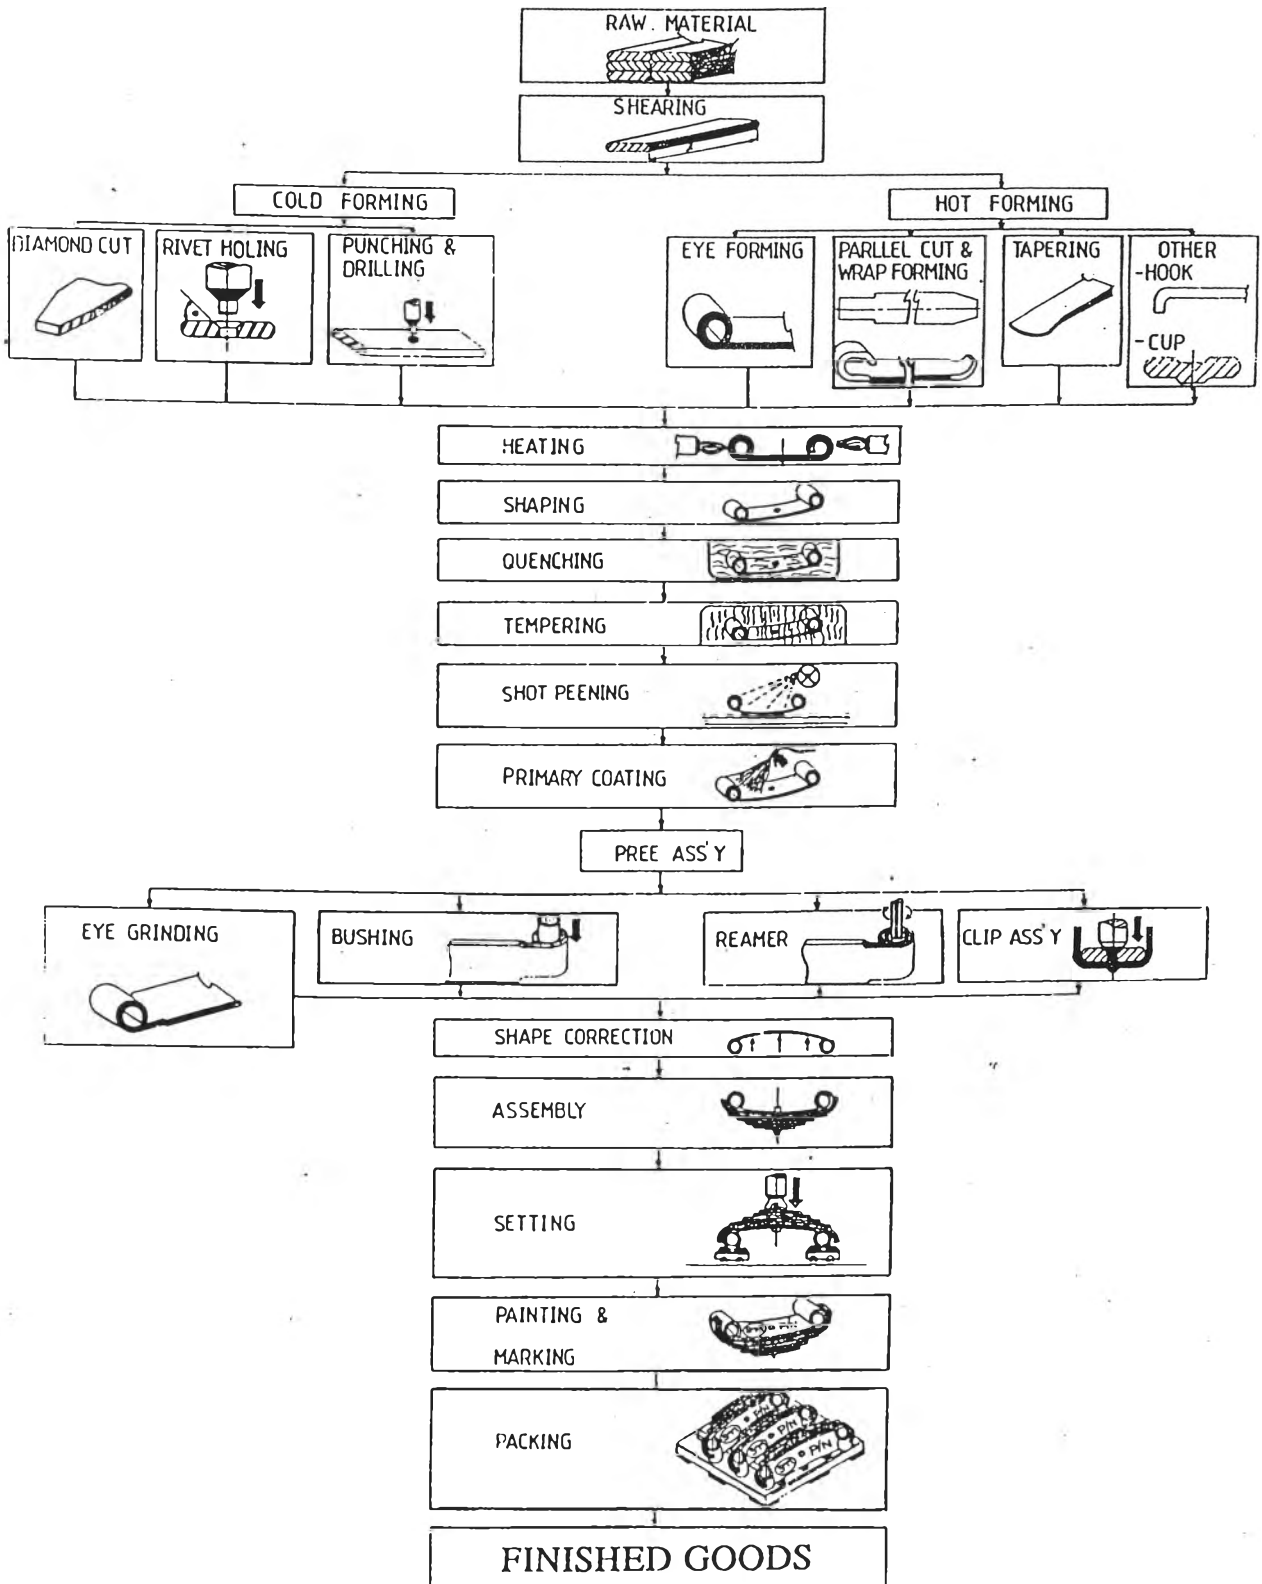 RAW. MATERIAL
SHEARING
COLD FORMING
HOT FORMING
DIAMOND CUT
RIVET HOLING
PUNCHING &
DRILLING
EYE FORMING
PARLLEL CUT &
WRAP FORMING
TAPERING
OTHER
-HOOK
-CUP
HEATING
SHAPING
QUENCHING
TEMPERING
SHOT PEENING
PRIMARY COATING
PREE ASS'Y
EYE GRINDING
BUSHING
REAMER
CLIP ASS'Y
SHAPE CORRECTION
ASSEMBLY
SETTING
PAINTING &
MARKING
PACKING
P/N
P/N
P/N
FINISHED GOODS